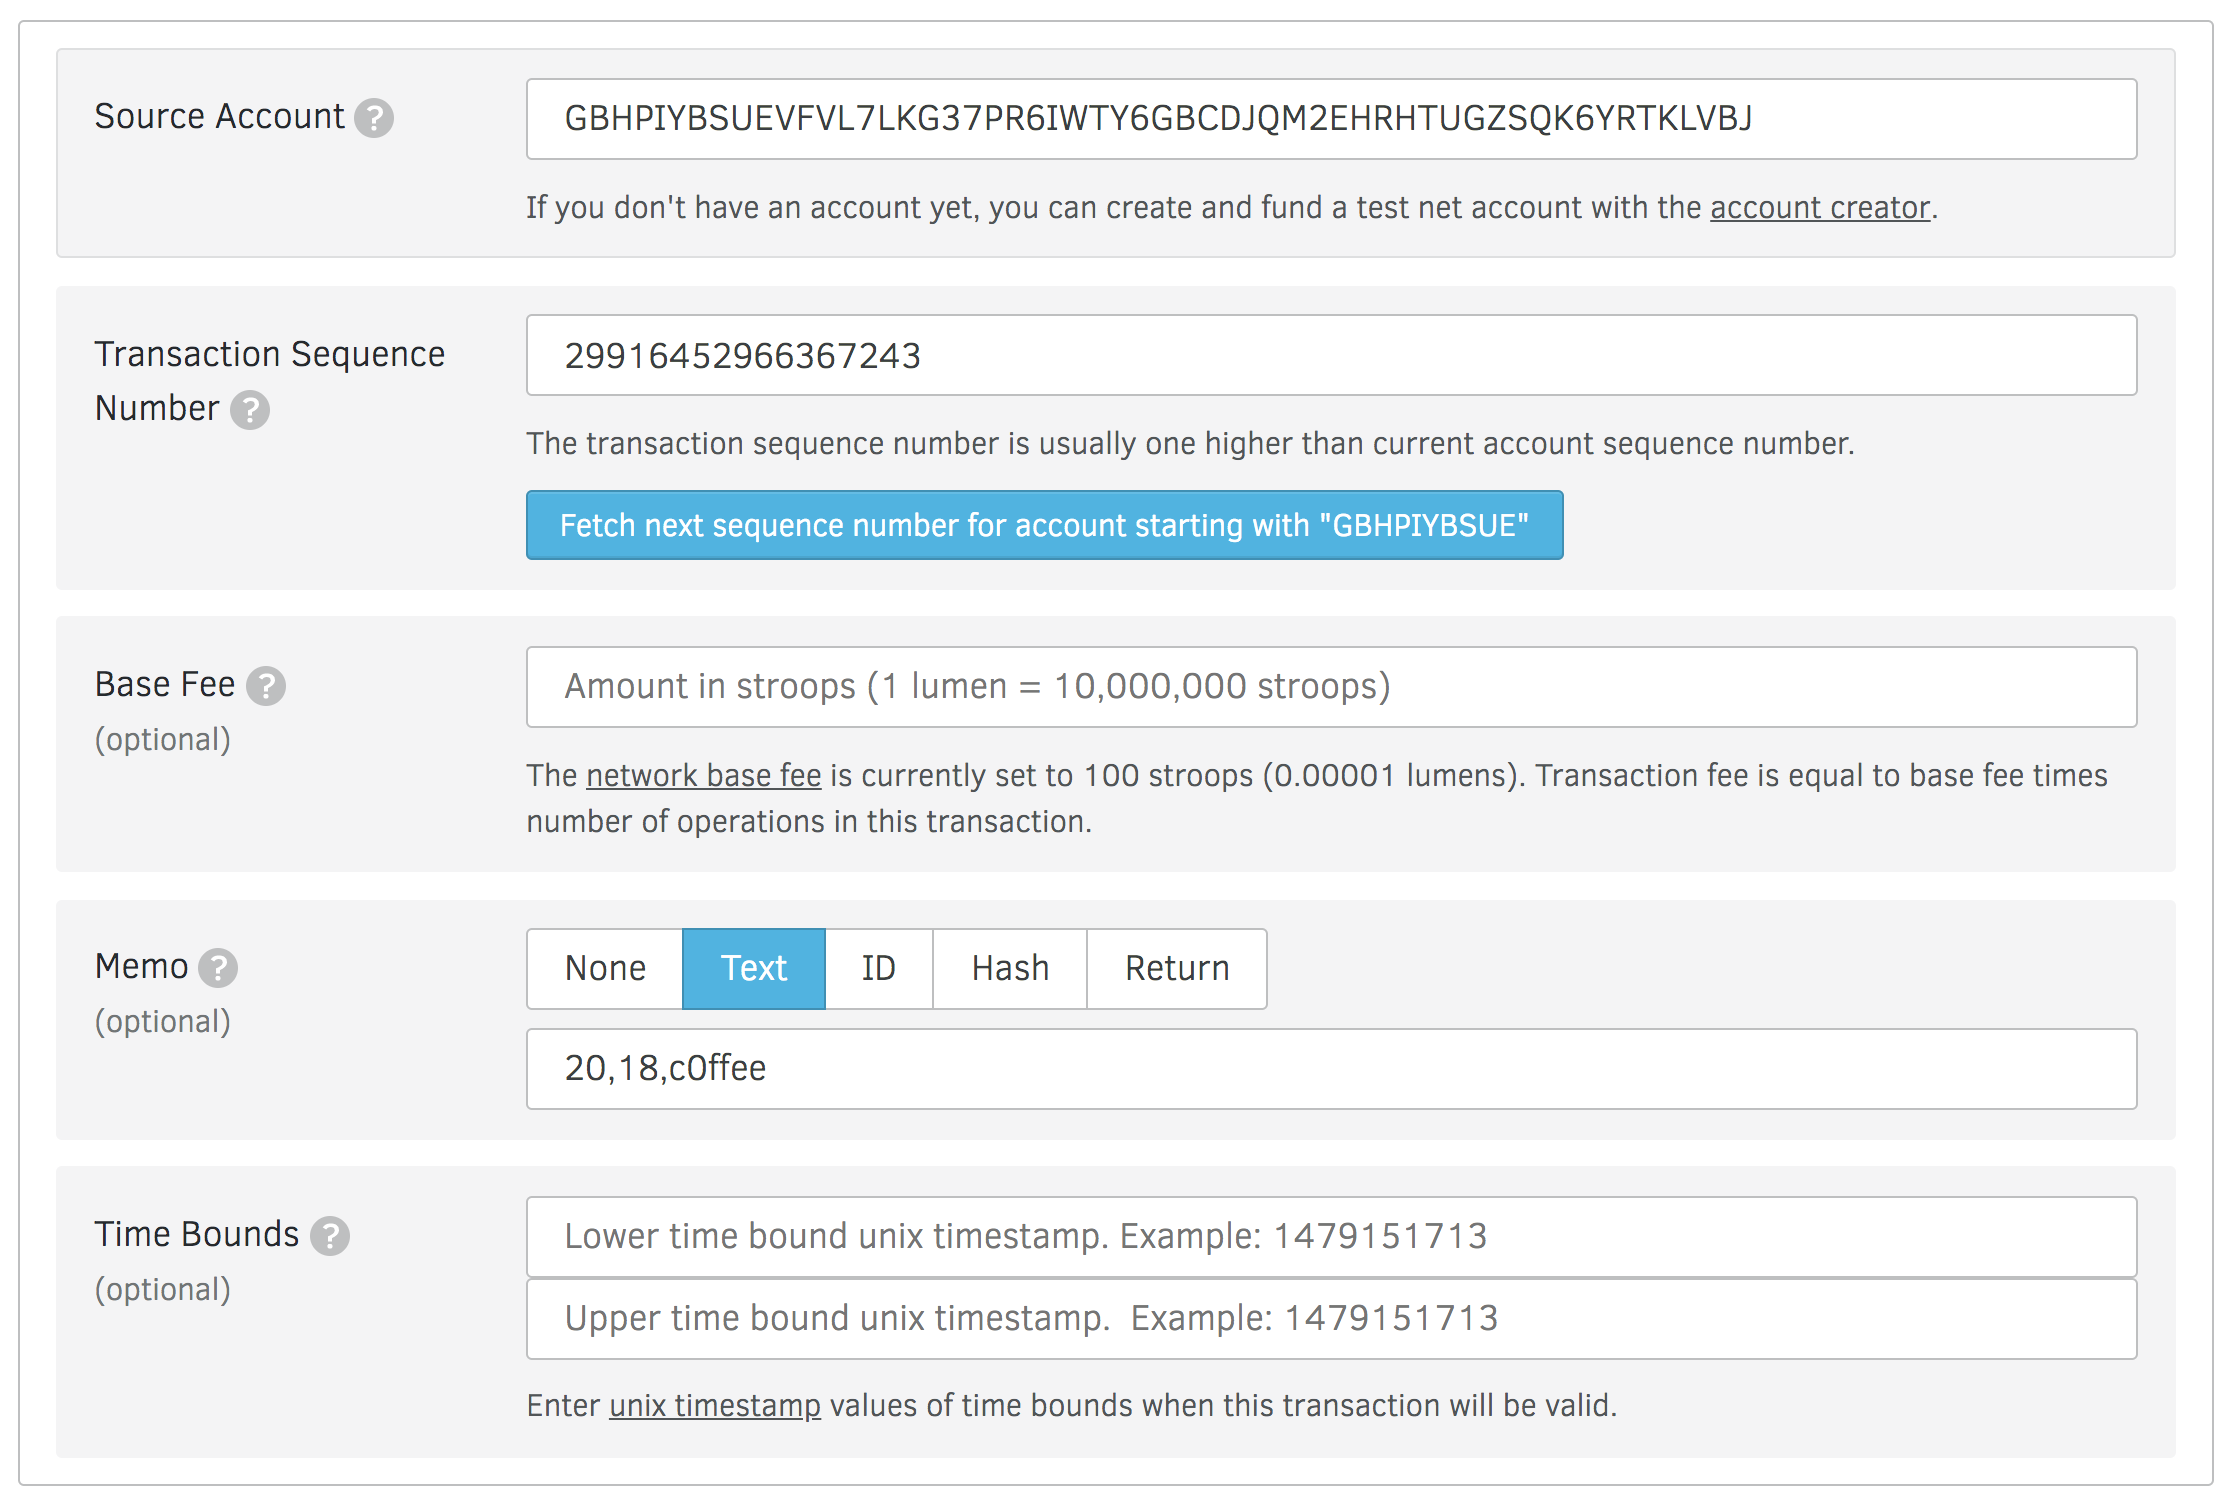 Source Account ?
GBHPIYBSUEVFVL7LKG37PR6IWTY6GBCDJQM2EHRHTUGZSQK6YRTKLVBJ
If you don't have an account yet, you can create and fund a test net account with the account creator.
Transaction Sequence
Number ?
29916452966367243
The transaction sequence number is usually one higher than current account sequence number.
Fetch next sequence number for account starting with "GBHPIYBSUE"
Base Fee ?
(optional)
Amount in stroops (1 lumen = 10,000,000 stroops)
The network base fee is currently set to 100 stroops (0.00001 lumens). Transaction fee is equal to base fee times
number of operations in this transaction.
Memo ?
(optional)
None Text ID Hash Return
20,18,c0ffee
Time Bounds ?
(optional)
Lower time bound unix timestamp. Example: 1479151713
Upper time bound unix timestamp.  Example: 1479151713
Enter unix timestamp values of time bounds when this transaction will be valid.